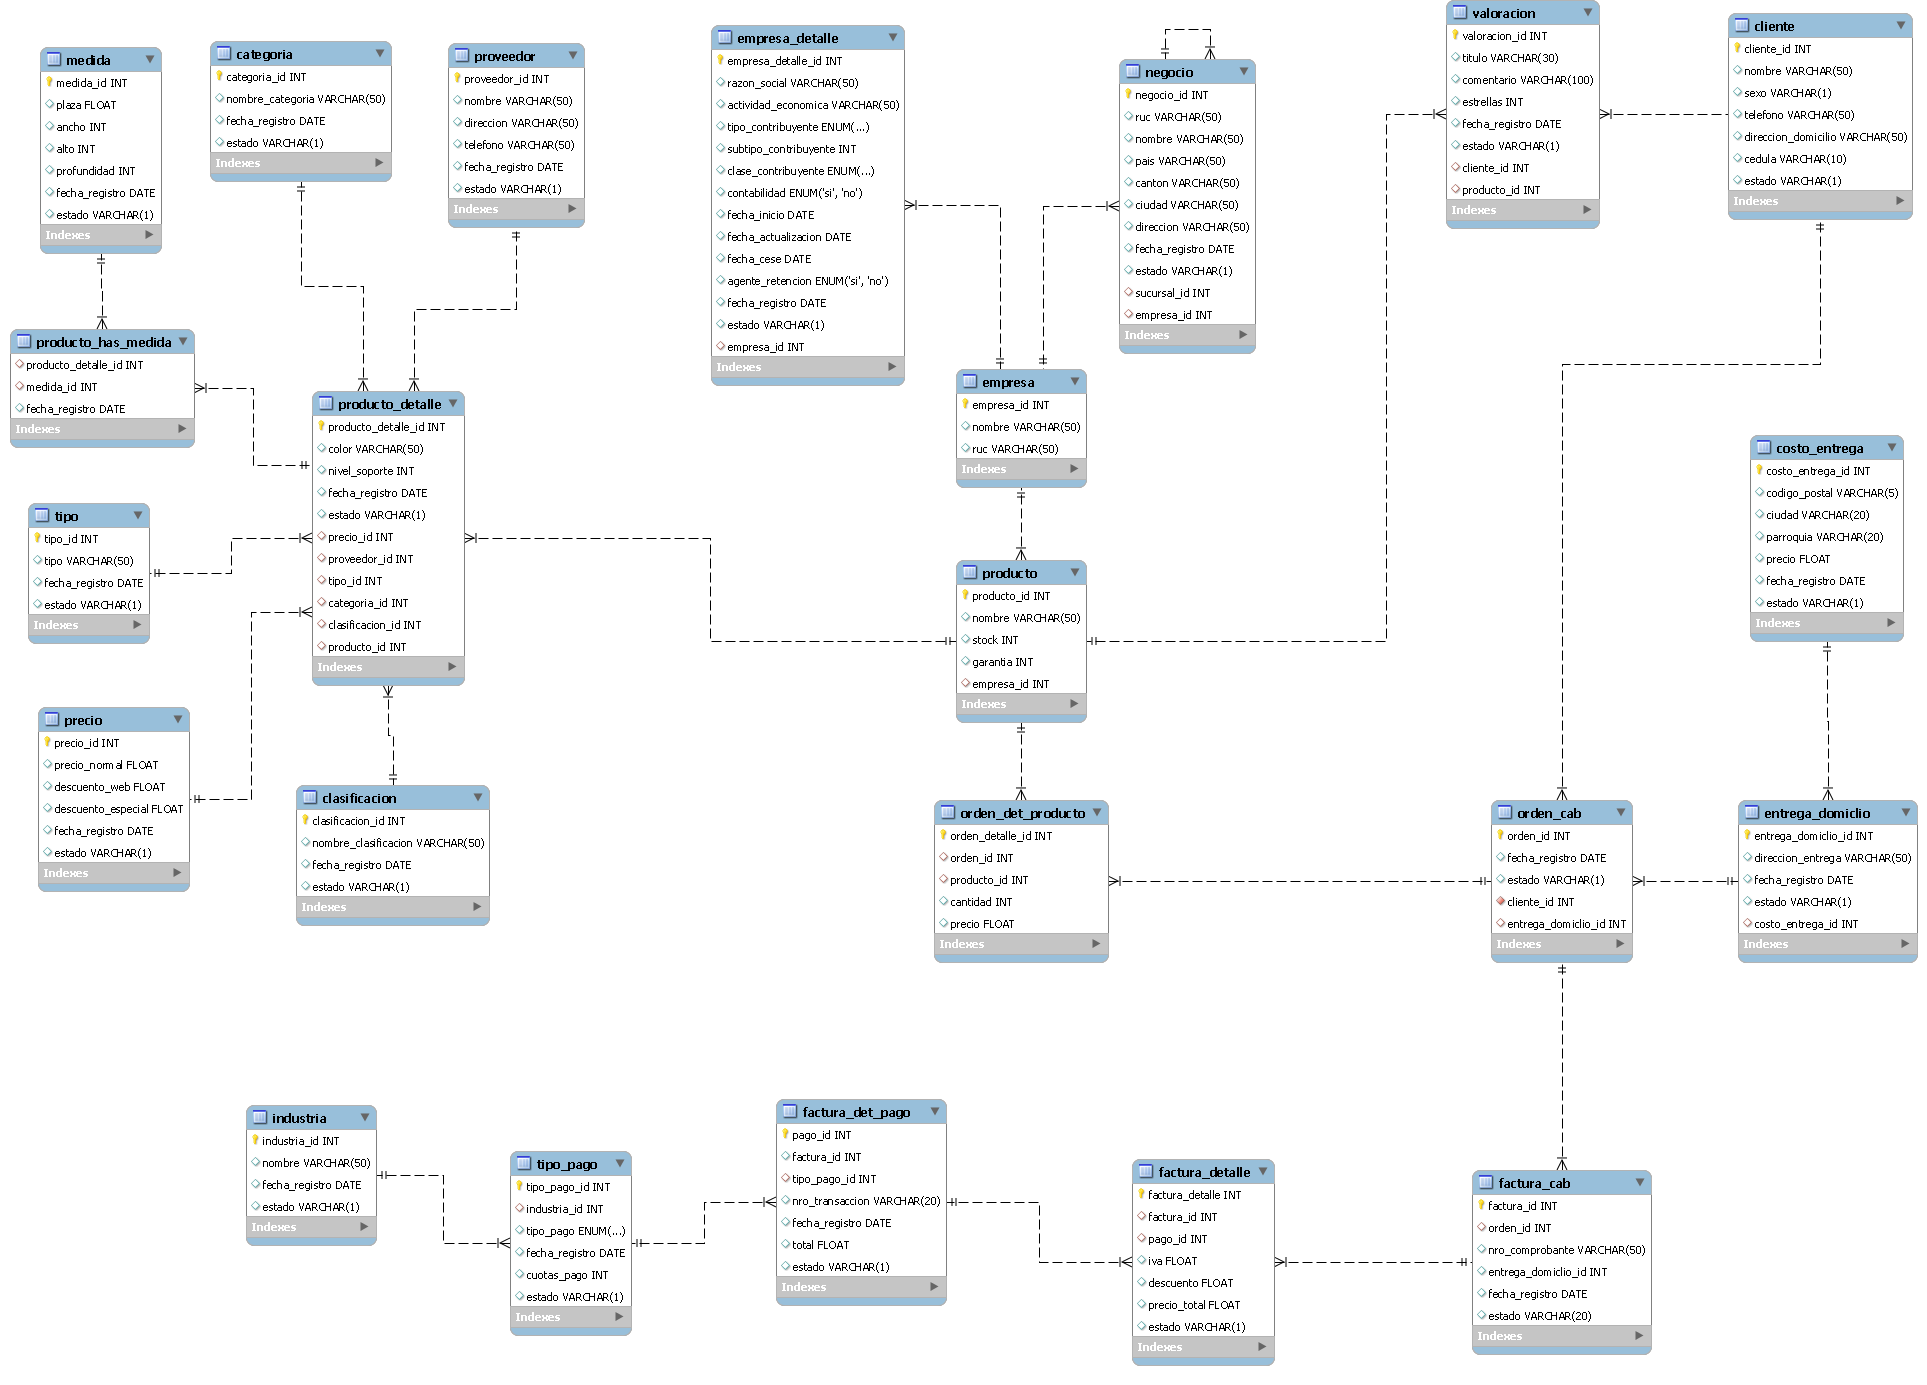 medida
medida_id INT
plaza FLOAT
ancho INT
alto INT
profundidad INT
fecha_registro DATE
estado VARCHAR(1)
Indexes
categoria
categoria_id INT
nombre_categoria VARCHAR(50)
fecha_registro DATE
estado VARCHAR(1)
Indexes
proveedor
proveedor_id INT
nombre VARCHAR(50)
direccion VARCHAR(50)
telefono VARCHAR(50)
fecha_registro DATE
estado VARCHAR(1)
Indexes
empresa_detalle
empresa_detalle_id INT
razon_social VARCHAR(50)
actividad_economica VARCHAR(50)
tipo_contribuyente ENUM(...)
subtipo_contribuyente INT
clase_contribuyente ENUM(...)
contabilidad ENUM('si', 'no')
fecha_inicio DATE
fecha_actualizacion DATE
fecha_cese DATE
agente_retencion ENUM('si', 'no')
fecha_registro DATE
estado VARCHAR(1)
empresa_id INT
Indexes
negocio
negocio_id INT
ruc VARCHAR(50)
nombre VARCHAR(50)
pais VARCHAR(50)
canton VARCHAR(50)
ciudad VARCHAR(50)
direccion VARCHAR(50)
fecha_registro DATE
estado VARCHAR(1)
sucursal_id INT
empresa_id INT
Indexes
valoracion
valoracion_id INT
titulo VARCHAR(30)
comentario VARCHAR(100)
estrellas INT
fecha_registro DATE
estado VARCHAR(1)
cliente_id INT
producto_id INT
Indexes
cliente
cliente_id INT
nombre VARCHAR(50)
sexo VARCHAR(1)
telefono VARCHAR(50)
direccion_domicilio VARCHAR(50)
cedula VARCHAR(10)
estado VARCHAR(1)
Indexes
producto_has_medida
producto_detalle_id INT
medida_id INT
fecha_registro DATE
Indexes
producto_detalle
producto_detalle_id INT
color VARCHAR(50)
nivel_soporte INT
fecha_registro DATE
estado VARCHAR(1)
precio_id INT
proveedor_id INT
tipo_id INT
categoria_id INT
clasificacion_id INT
producto_id INT
Indexes
empresa
empresa_id INT
nombre VARCHAR(50)
ruc VARCHAR(50)
Indexes
costo_entrega
costo_entrega_id INT
codigo_postal VARCHAR(5)
ciudad VARCHAR(20)
parroquia VARCHAR(20)
precio FLOAT
fecha_registro DATE
estado VARCHAR(1)
Indexes
tipo
tipo_id INT
tipo VARCHAR(50)
fecha_registro DATE
estado VARCHAR(1)
Indexes
producto
producto_id INT
nombre VARCHAR(50)
stock INT
garantia INT
empresa_id INT
Indexes
precio
precio_id INT
precio_normal FLOAT
descuento_web FLOAT
descuento_especial FLOAT
fecha_registro DATE
estado VARCHAR(1)
Indexes
clasificacion
clasificacion_id INT
nombre_clasificacion VARCHAR(50)
fecha_registro DATE
estado VARCHAR(1)
Indexes
orden_det_producto
orden_detalle_id INT
orden_id INT
producto_id INT
cantidad INT
precio FLOAT
Indexes
orden_cab
orden_id INT
fecha_registro DATE
estado VARCHAR(1)
cliente_id INT
entrega_domiclio_id INT
Indexes
entrega_domiclio
entrega_domiclio_id INT
direccion_entrega VARCHAR(50)
fecha_registro DATE
estado VARCHAR(1)
costo_entrega_id INT
Indexes
industria
industria_id INT
nombre VARCHAR(50)
fecha_registro DATE
estado VARCHAR(1)
Indexes
tipo_pago
tipo_pago_id INT
industria_id INT
tipo_pago ENUM(...)
fecha_registro DATE
cuotas_pago INT
estado VARCHAR(1)
Indexes
factura_det_pago
pago_id INT
factura_id INT
tipo_pago_id INT
nro_transaccion VARCHAR(20)
fecha_registro DATE
total FLOAT
estado VARCHAR(1)
Indexes
factura_detalle
factura_detalle INT
factura_id INT
pago_id INT
iva FLOAT
descuento FLOAT
precio_total FLOAT
estado VARCHAR(1)
Indexes
factura_cab
factura_id INT
orden_id INT
nro_comprobante VARCHAR(50)
entrega_domiclio_id INT
fecha_registro DATE
estado VARCHAR(20)
Indexes